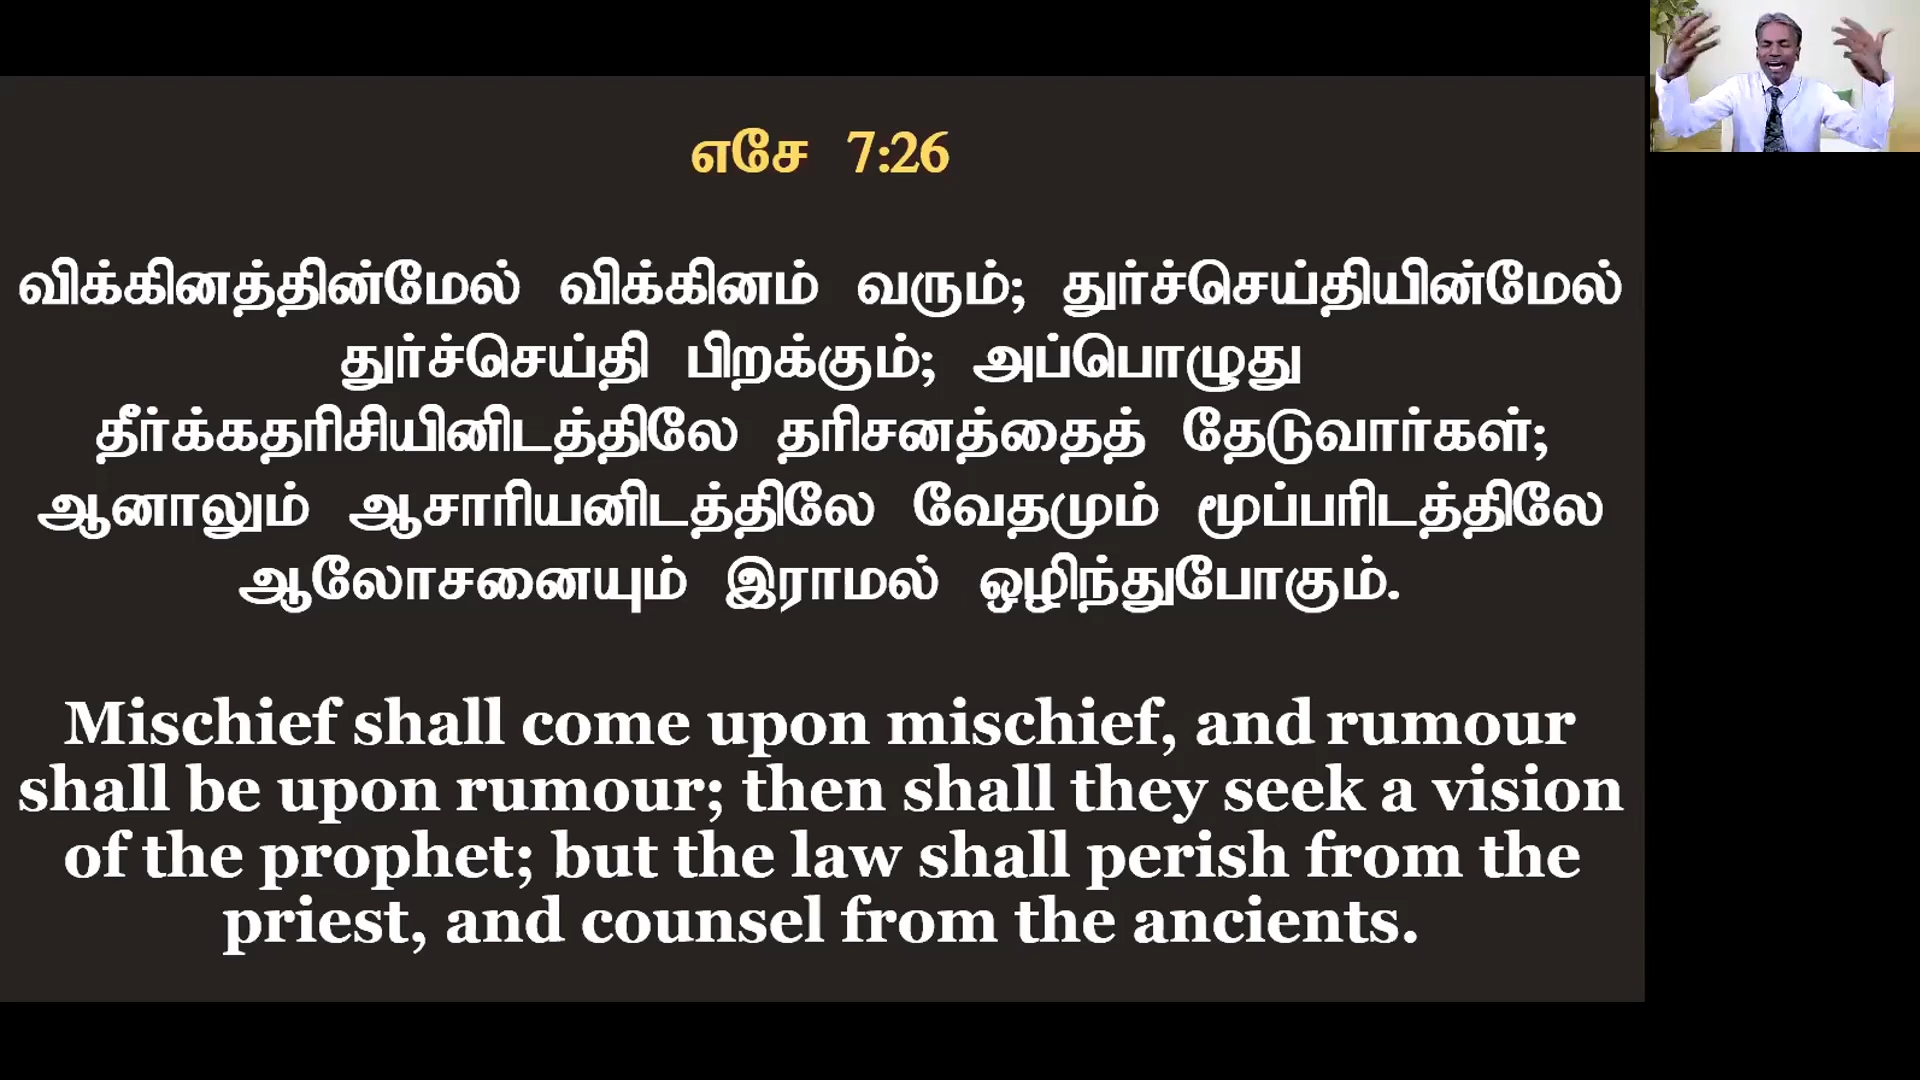 எசே 7:26
விக்கினத்தின்மேல் விக்கினம் வரும்; துர்ச்செய்தியின்மேல்
துர்ச்செய்தி பிறக்கும்; அப்பொழுது
தீர்க்கதரிசியினிடத்திலே தரிசனத்தைத் தேடுவார்கள்;
ஆனாலும் ஆசாரியனிடத்திலே வேதமும் மூப்பரிடத்திலே
ஆலோசனையும் இராமல் ஒழிந்துபோகும்.
Mischief shall come upon mischief, and rumour
shall be upon rumour; then shall they seek a vision
of the prophet; but the law shall perish from the
priest, and counsel from the ancients.